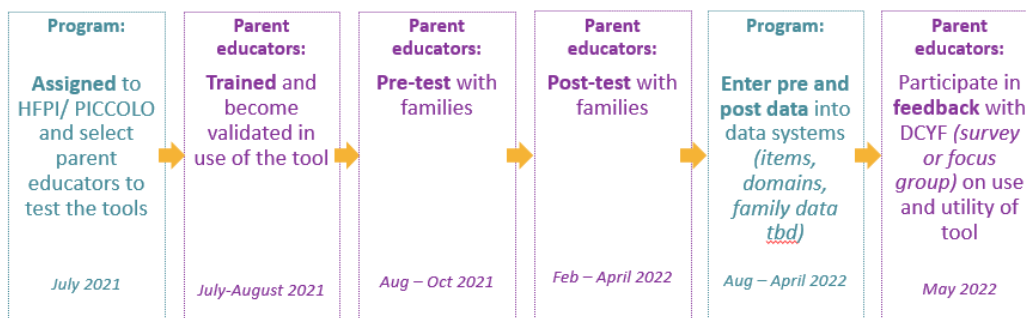 Program:
Assigned to
HFPI/ PICCOLO
and select
parent
educators to
test the tools
July 2021
Parent
educators:
Trained and
become
validated in
use of the tool
July-August 2021
Parent
educators:
Pre-test with
families
Aug – Oct 2021
Parent
educators:
Post-test with
families
Feb – April 2022
Program:
Enter pre and
post data into
data systems
(items,
domains,
family data
tbd)
Aug – April 2022
Parent
educators:
Participate in
feedback with
DCYF (survey
or focus
group) on use
and utility of
tool
May 2022